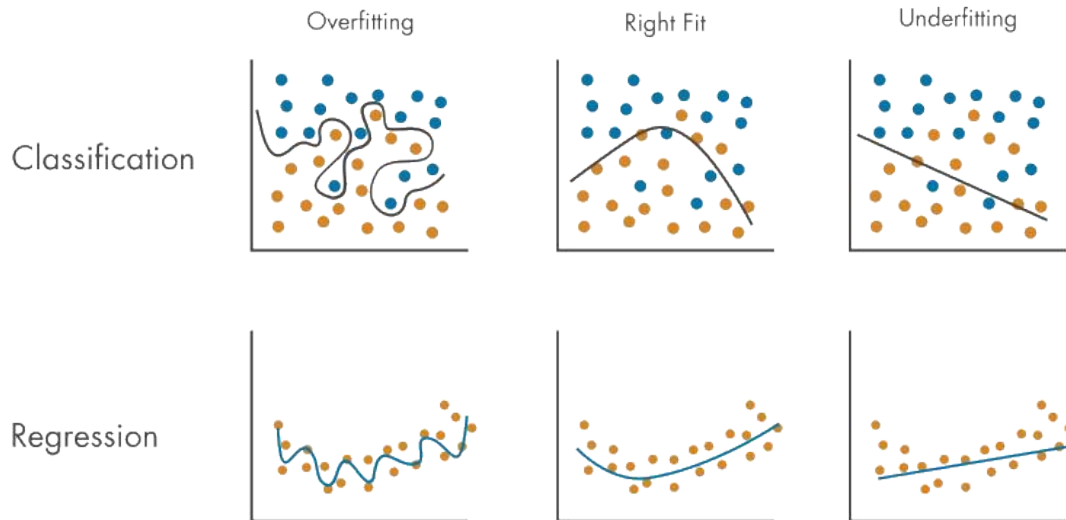 Overfitting
Right Fit
Underfitting
Classification
Regression